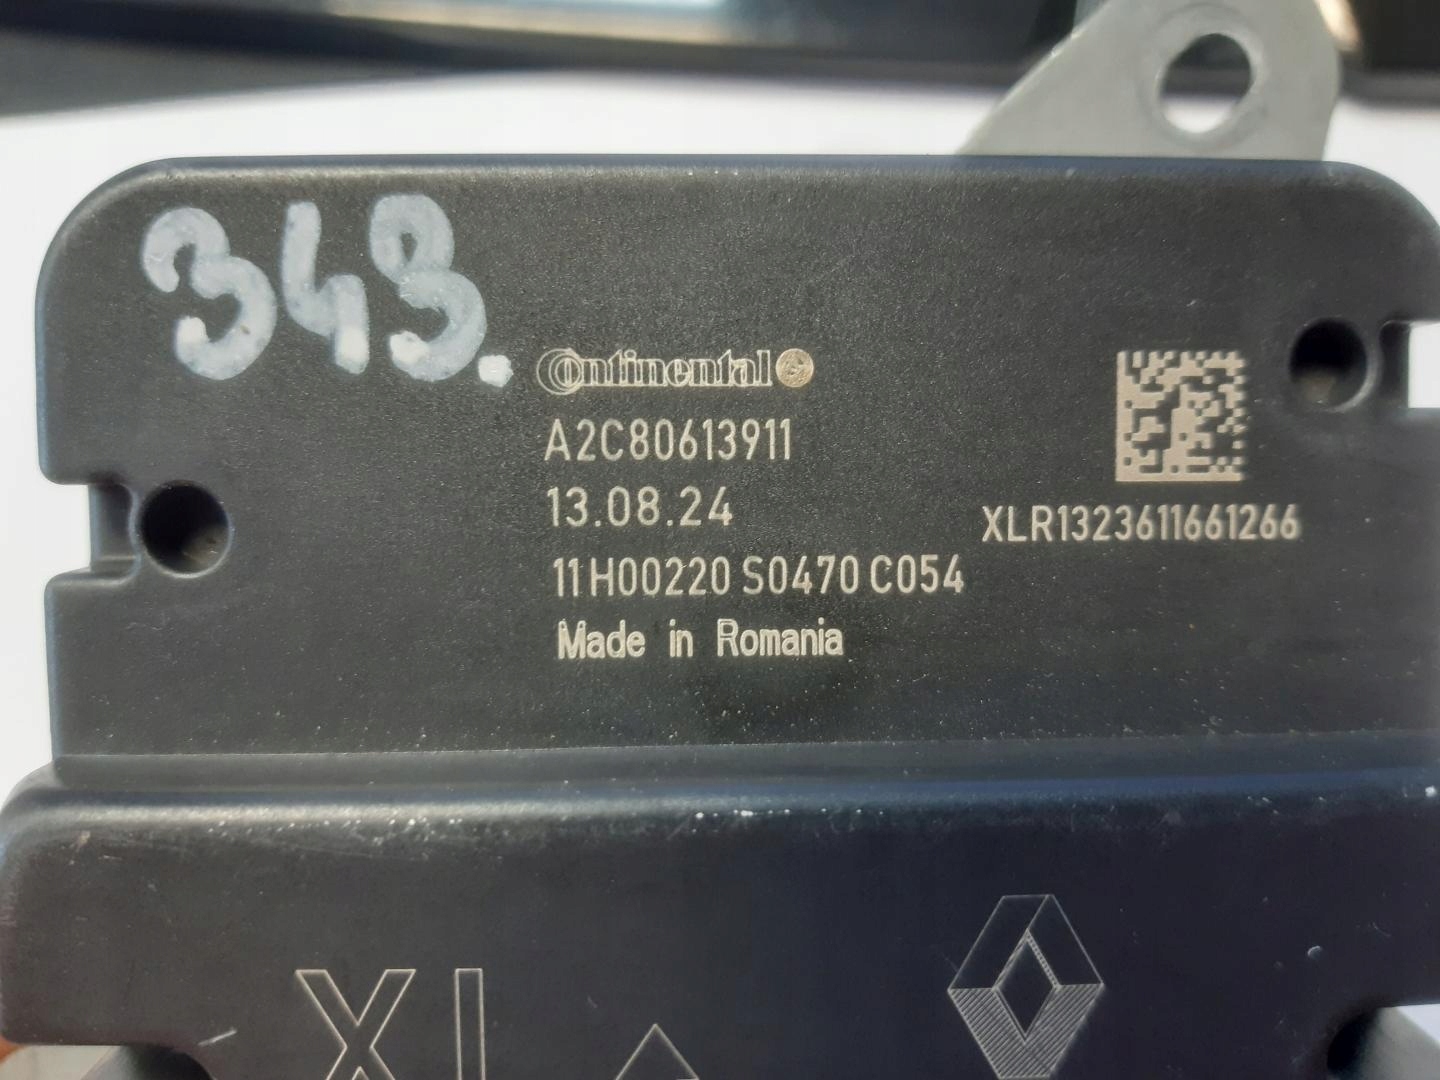 343.
Continental
A2C80613911
13.08.24
XLR1323611661266
11H00220 S0470 C054
Made in Romania